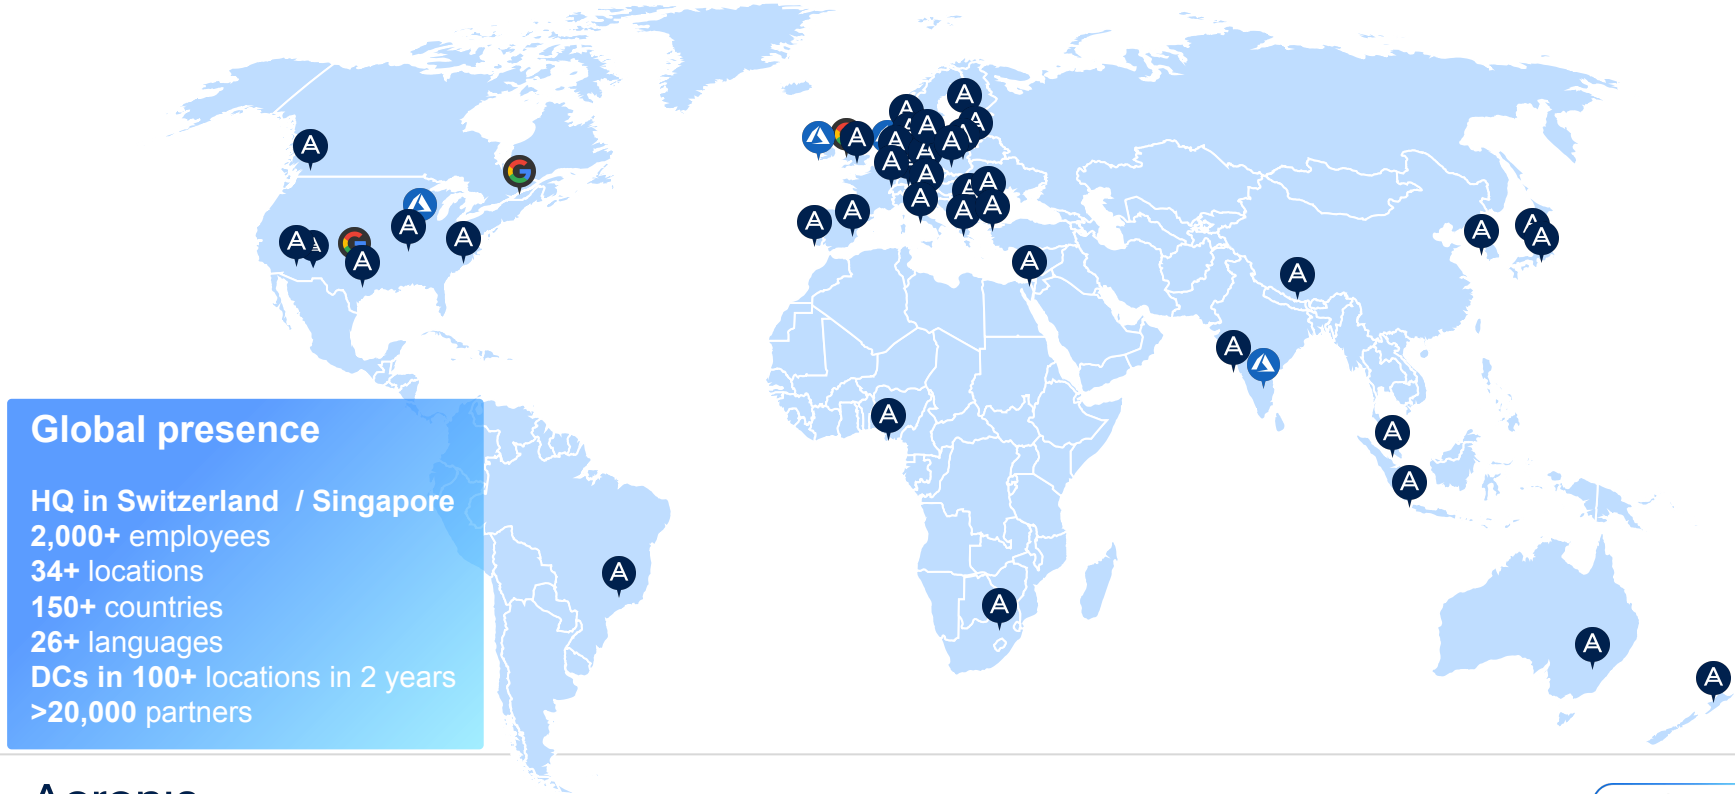 Global presence
HQ in Switzerland / Singapore
2,000+ employees
34+ locations
150+ countries
26+ languages
DCs in 100+ locations in 2 years
>20,000 partners